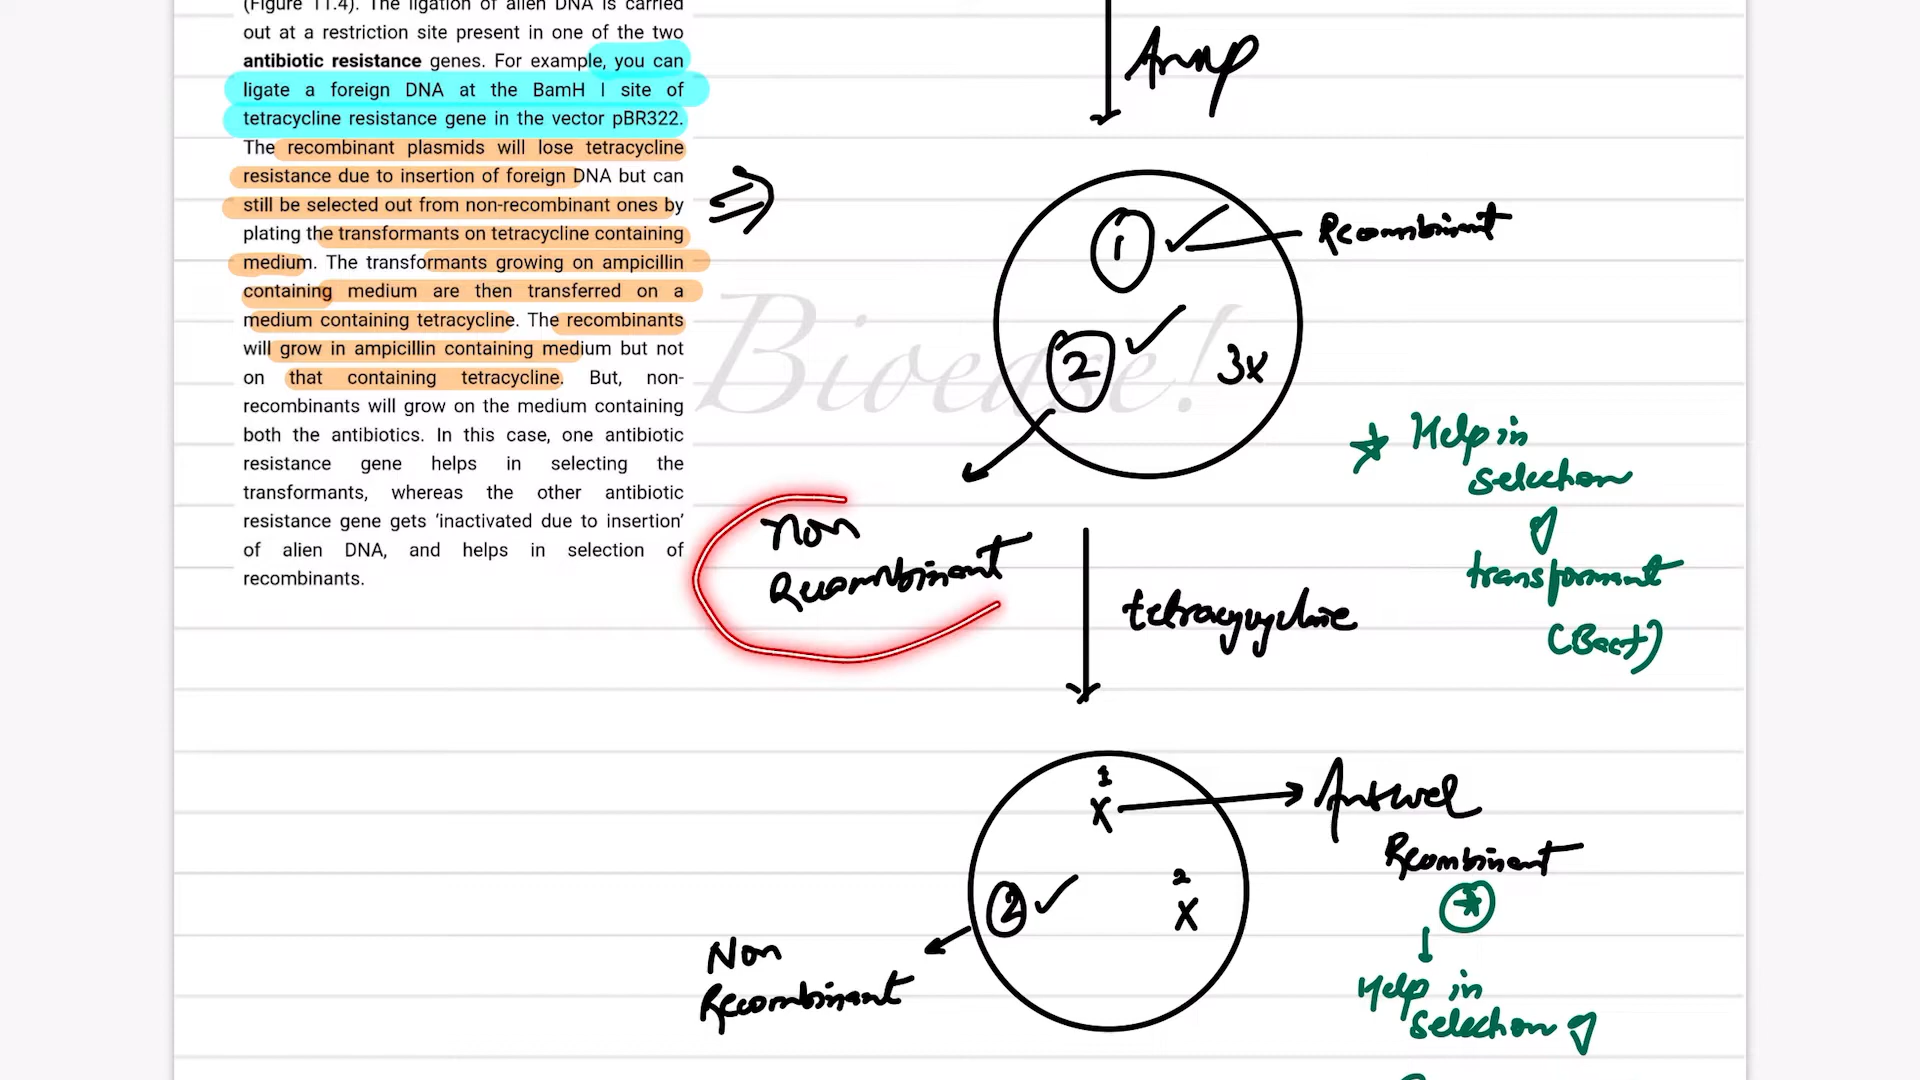 (Figure 11.4). The ligation of alien DNA is carried
out at a restriction site present in one of the two
antibiotic resistance genes. For example, you can
ligate a foreign DNA at the BamH I site of
tetracycline resistance gene in the vector pBR322.
The recombinant plasmids will lose tetracycline
resistance due to insertion of foreign DNA but can
still be selected out from non-recombinant ones by
plating the transformants on tetracycline containing
medium. The transformants growing on ampicillin
containing medium are then transferred on a
medium containing tetracycline. The recombinants
will grow in ampicillin containing medium but not
on that containing tetracycline. But, non-
recombinants will grow on the medium containing
both the antibiotics. In this case, one antibiotic
resistance gene helps in selecting the
transformants, whereas the other antibiotic
resistance gene gets ‘inactivated due to insertion’
of alien DNA, and helps in selection of
recombinants.
Amp
1
Recombinant
2
3x
Bioease!
Non
Recombinant
tetracycycline
Help in
selection
of
transformant
(Bact)
1
X
Answer
Recombinant
2
2
X
Non
Recombinant
Help in
selection of